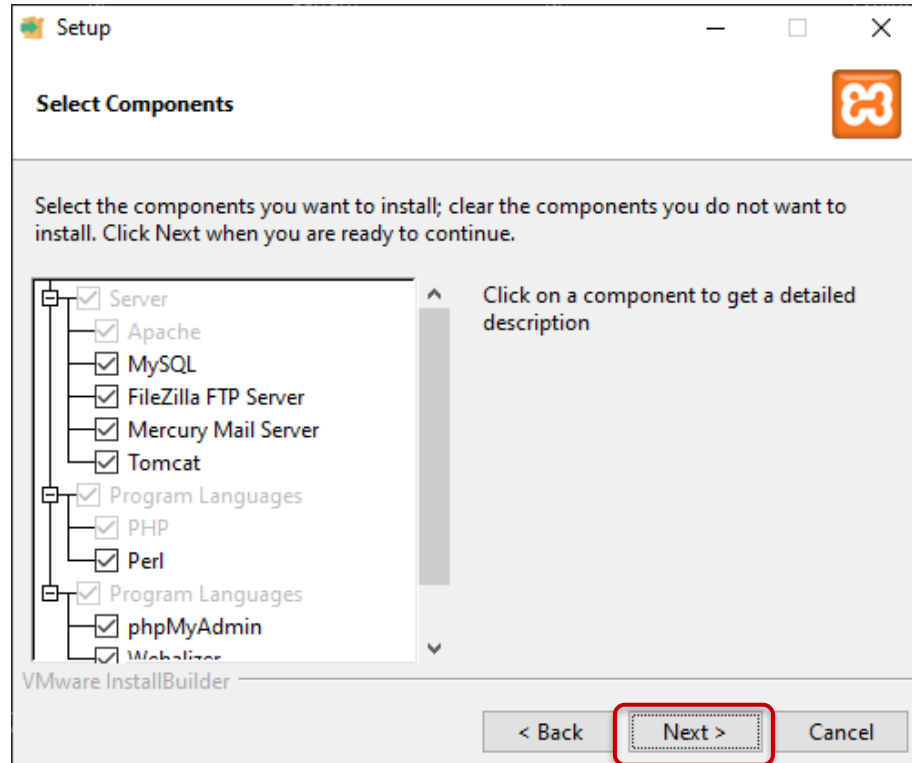 Setup
Select Components
Select the components you want to install; clear the components you do not want to
install. Click Next when you are ready to continue.
Server
Apache
MySQL
FileZilla FTP Server
Mercury Mail Server
Tomcat
Program Languages
PHP
Perl
Program Languages
phpMyAdmin
Webalizer
Click on a component to get a detailed
description
VMware InstallBuilder
< Back
Next >
Cancel